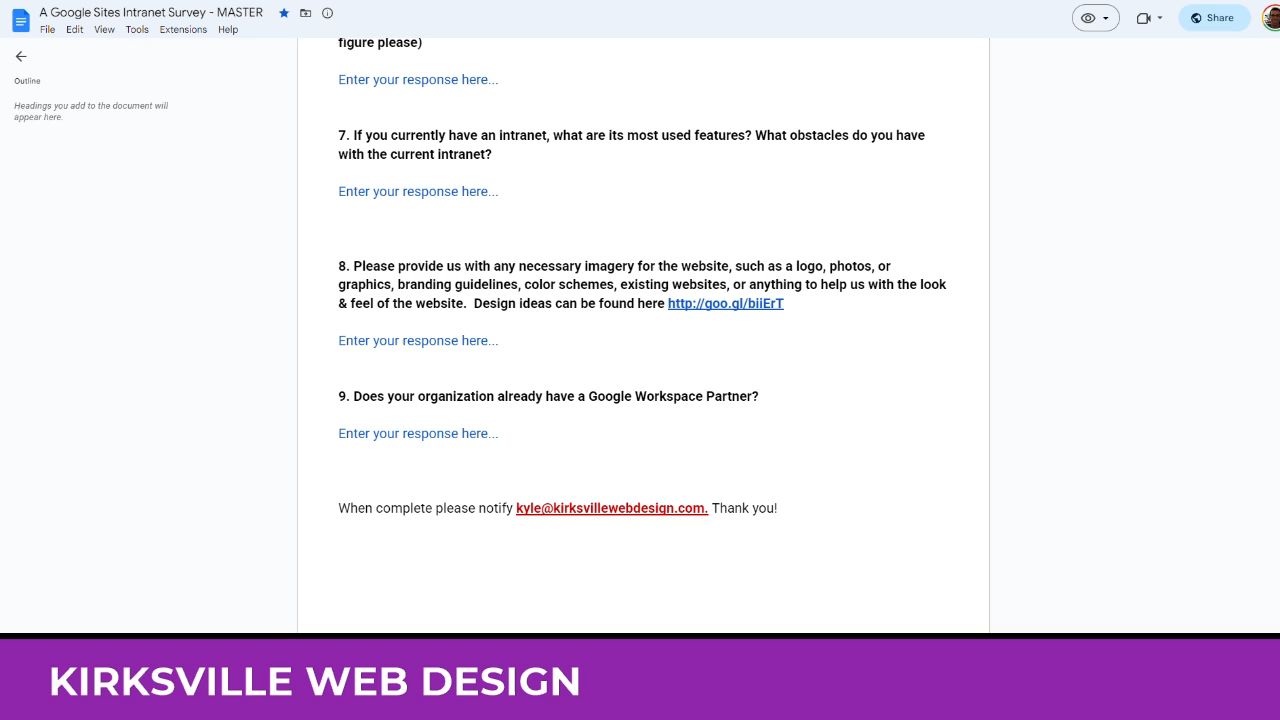 A Google Sites Intranet Survey - MASTER
File Edit View Tools Extensions Help
Share
Outline
Headings you add to the document will
appear here.
figure please)
Enter your response here...
7. If you currently have an intranet, what are its most used features? What obstacles do you have
with the current intranet?
Enter your response here...
8. Please provide us with any necessary imagery for the website, such as a logo, photos, or
graphics, branding guidelines, color schemes, existing websites, or anything to help us with the look
& feel of the website. Design ideas can be found here http://goo.gl/biiErT
Enter your response here...
9. Does your organization already have a Google Workspace Partner?
Enter your response here...
When complete please notify kyle@kirksvillewebdesign.com. Thank you!
KIRKSVILLE WEB DESIGN